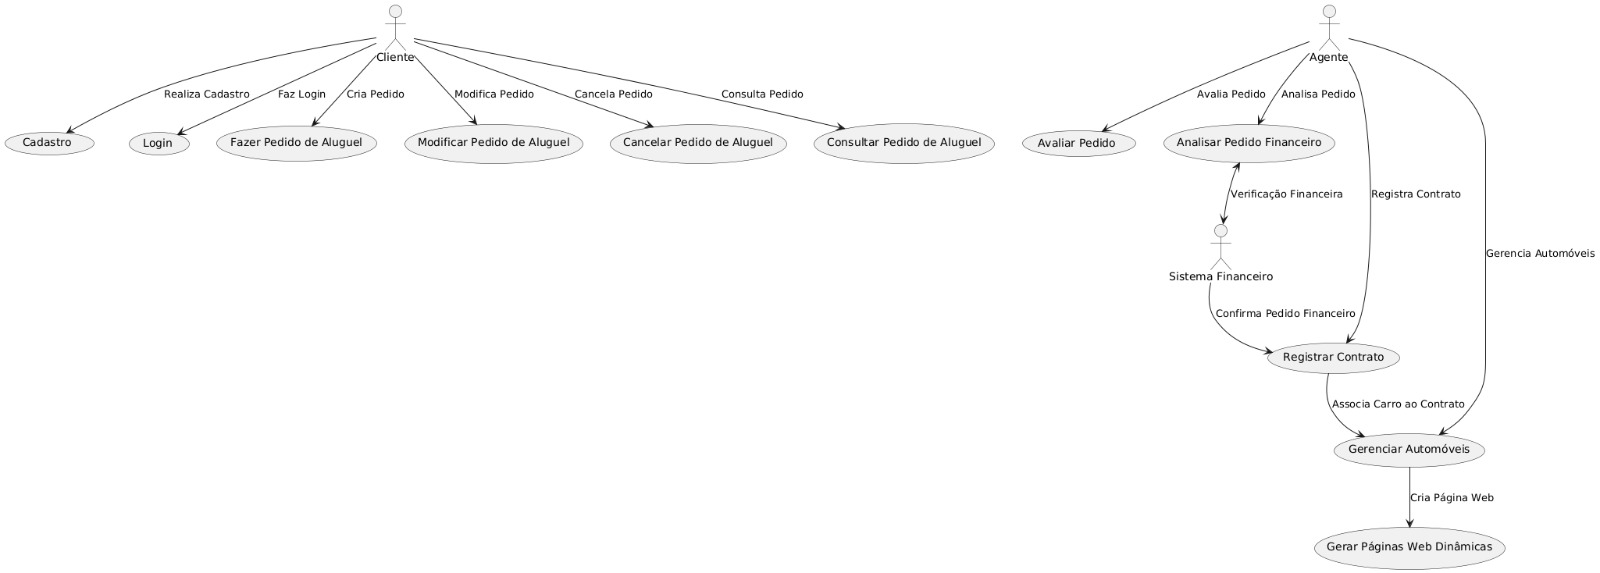 Cliente
Agente
Realiza Cadastro
Faz Login
Cria Pedido
Modifica Pedido
Cancela Pedido
Consulta Pedido
Avalia Pedido
Analisa Pedido
Cadastro
Login
Fazer Pedido de Aluguel
Modificar Pedido de Aluguel
Cancelar Pedido de Aluguel
Consultar Pedido de Aluguel
Avaliar Pedido
Analisar Pedido Financeiro
Verificação Financeira
Registra Contrato
Gerencia Automóveis
Sistema Financeiro
Confirma Pedido Financeiro
Registrar Contrato
Associa Carro ao Contrato
Gerenciar Automóveis
Cria Página Web
Gerar Páginas Web Dinâmicas